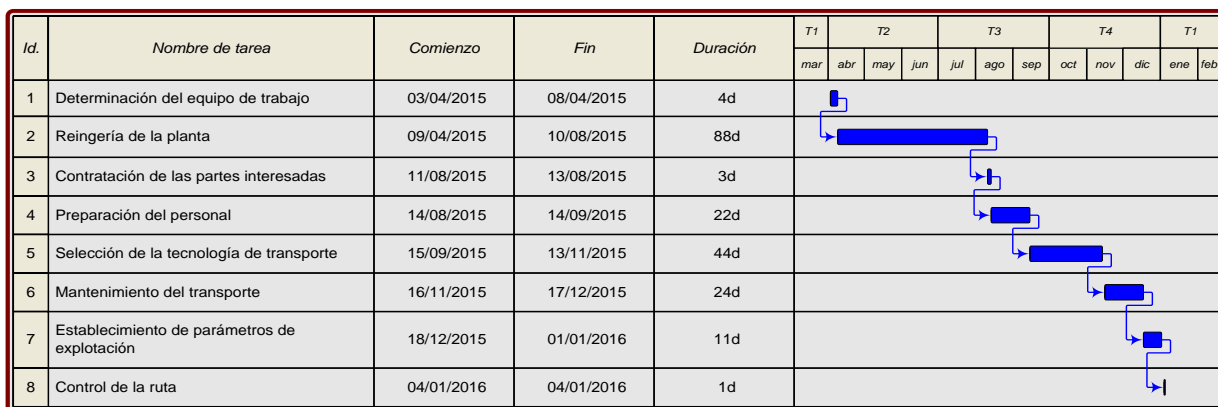 Id. Nombre de tarea Comienzo Fin Duración T1 T2 T3 T4 T1
mar abr may jun jul ago sep oct nov dic ene feb
1 Determinación del equipo de trabajo 03/04/2015 08/04/2015 4d
2 Reingería de la planta 09/04/2015 10/08/2015 88d
3 Contratación de las partes interesadas 11/08/2015 13/08/2015 3d
4 Preparación del personal 14/08/2015 14/09/2015 22d
5 Selección de la tecnología de transporte 15/09/2015 13/11/2015 44d
6 Mantenimiento del transporte 16/11/2015 17/12/2015 24d
7 Establecimiento de parámetros de
explotación 18/12/2015 01/01/2016 11d
8 Control de la ruta 04/01/2016 04/01/2016 1d